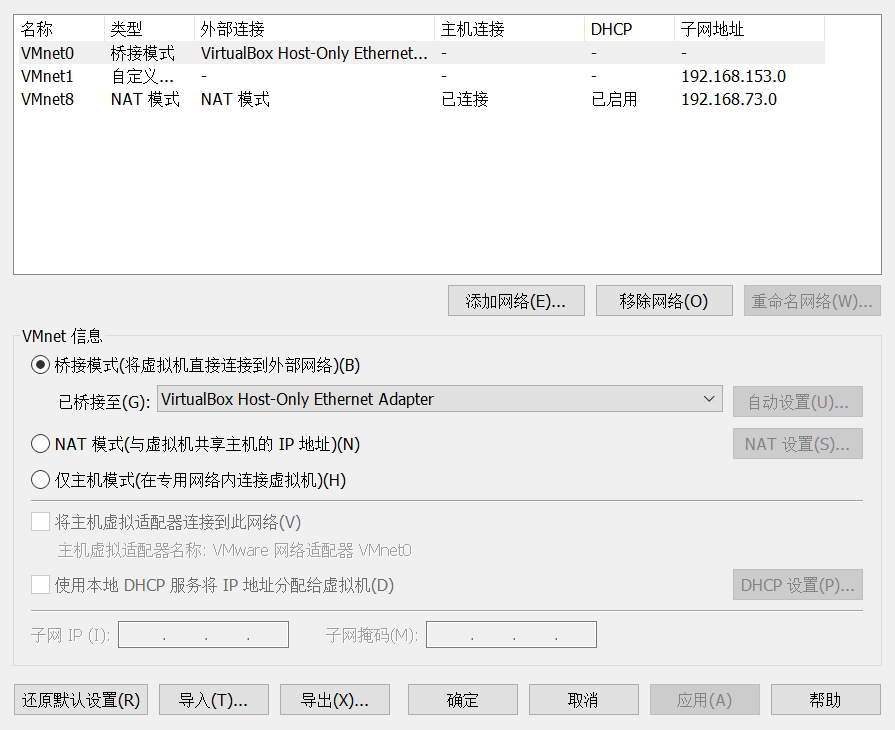 名称 类型 外部连接 主机连接 DHCP 子网地址
VMnet0 桥接模式 VirtualBox Host-Only Ethernet... - - -
VMnet1 自定义... - - - 192.168.153.0
VMnet8 NAT 模式 NAT 模式 已连接 已启用 192.168.73.0
添加网络(E)... 移除网络(O) 重命名网络(W)...
VMnet 信息
桥接模式(将虚拟机直接连接到外部网络)(B)
已桥接至(G): VirtualBox Host-Only Ethernet Adapter 自动设置(U)...
NAT 模式(与虚拟机共享主机的 IP 地址)(N) NAT 设置(S)...
仅主机模式(在专用网络内连接虚拟机)(H)
将主机虚拟适配器连接到此网络(V)
主机虚拟适配器名称: VMware 网络适配器 VMnet0
使用本地 DHCP 服务将 IP 地址分配给虚拟机(D) DHCP 设置(P)...
子网 IP (I): . . . 子网掩码(M): . . .
还原默认设置(R) 导入(T)... 导出(X)... 确定 取消 应用(A) 帮助